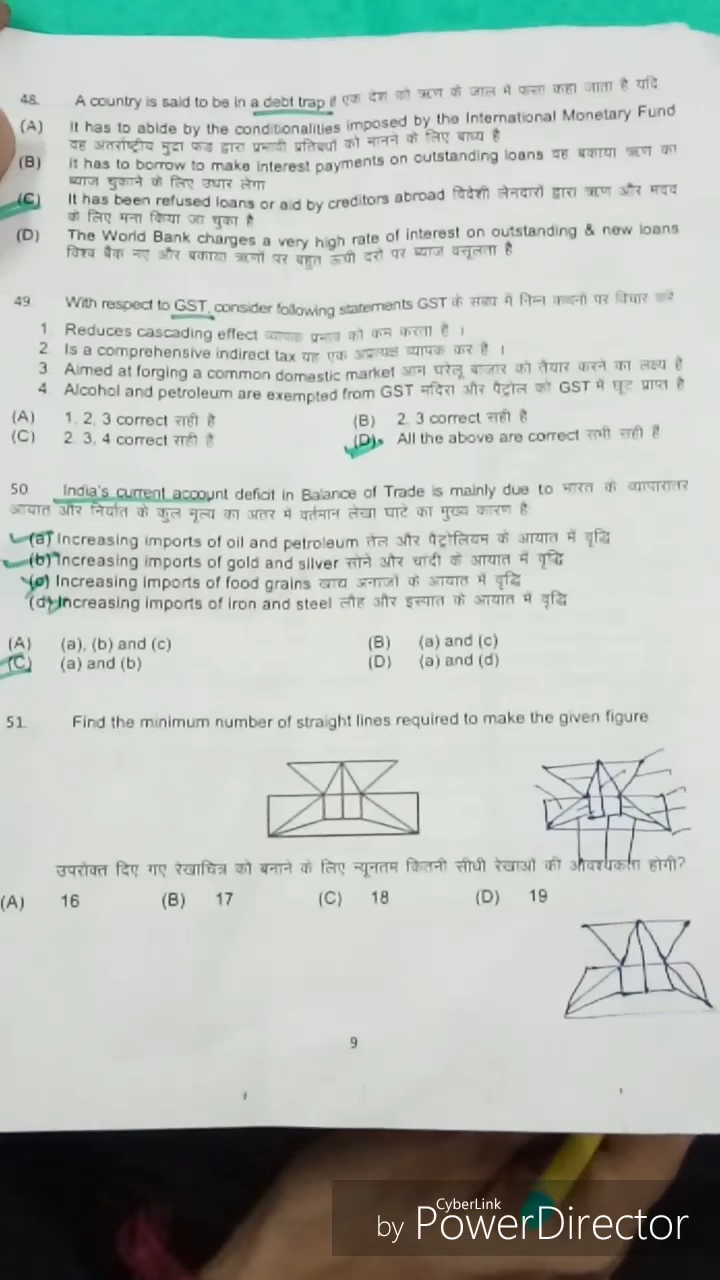 48. A country is said to be in a debt trap if एक देश को ऋण के जाल में फसा कहा जाता है यदि
(A) It has to abide by the conditionalities imposed by the International Monetary Fund
वह अंतर्राष्ट्रीय मुद्रा फंड द्वारा प्रभावी प्रतिबंधों को मानने के लिए बाध्य है
(B) It has to borrow to make interest payments on outstanding loans वह बकाया ऋण का
ब्याज चुकाने के लिए उधार लेगा
(C) It has been refused loans or aid by creditors abroad विदेशी लेनदारों द्वारा ऋण और मदद
के लिए मना किया जा चुका है
(D) The World Bank charges a very high rate of interest on outstanding & new loans
विश्व बैंक नए और बकाया ऋणों पर बहुत ऊंची दरों पर ब्याज वसूलता है
49. With respect to GST, consider following statements GST के संबंध में निम्न कथनों पर विचार करें
1. Reduces cascading effect व्यापक प्रभाव को कम करता है ।
2. Is a comprehensive indirect tax यह एक अप्रत्यक्ष व्यापक कर है ।
3. Aimed at forging a common domestic market आम घरेलू बाजार को तैयार करने का लक्ष्य है
4. Alcohol and petroleum are exempted from GST मदिरा और पैट्रोल को GST में छूट प्राप्त है
(A) 1, 2, 3 correct सही है (B) 2, 3 correct सही है
(C) 2, 3, 4 correct सही है (D) All the above are correct सभी सही है
50. India's current account deficit in Balance of Trade is mainly due to भारत के व्यापारांतर
आयात और निर्यात के कुल मूल्य का अंतर में वर्तमान लेखा घाटे का मुख्य कारण है
(a) Increasing imports of oil and petroleum तेल और पैट्रोलियम के आयात में वृद्धि
(b) Increasing imports of gold and silver सोने और चांदी के आयात में वृद्धि
(c) Increasing imports of food grains खाद्य अनाजों के आयात में वृद्धि
(d) Increasing imports of iron and steel लौह और इस्पात के आयात में वृद्धि
(A) (a), (b) and (c) (B) (a) and (c)
(C) (a) and (b) (D) (a) and (d)
51. Find the minimum number of straight lines required to make the given figure
उपरोक्त दिए गए रेखाचित्र को बनाने के लिए न्यूनतम कितनी सीधी रेखाओं की आवश्यकता होगी?
(A) 16 (B) 17 (C) 18 (D) 19
9
CyberLink
by PowerDirector